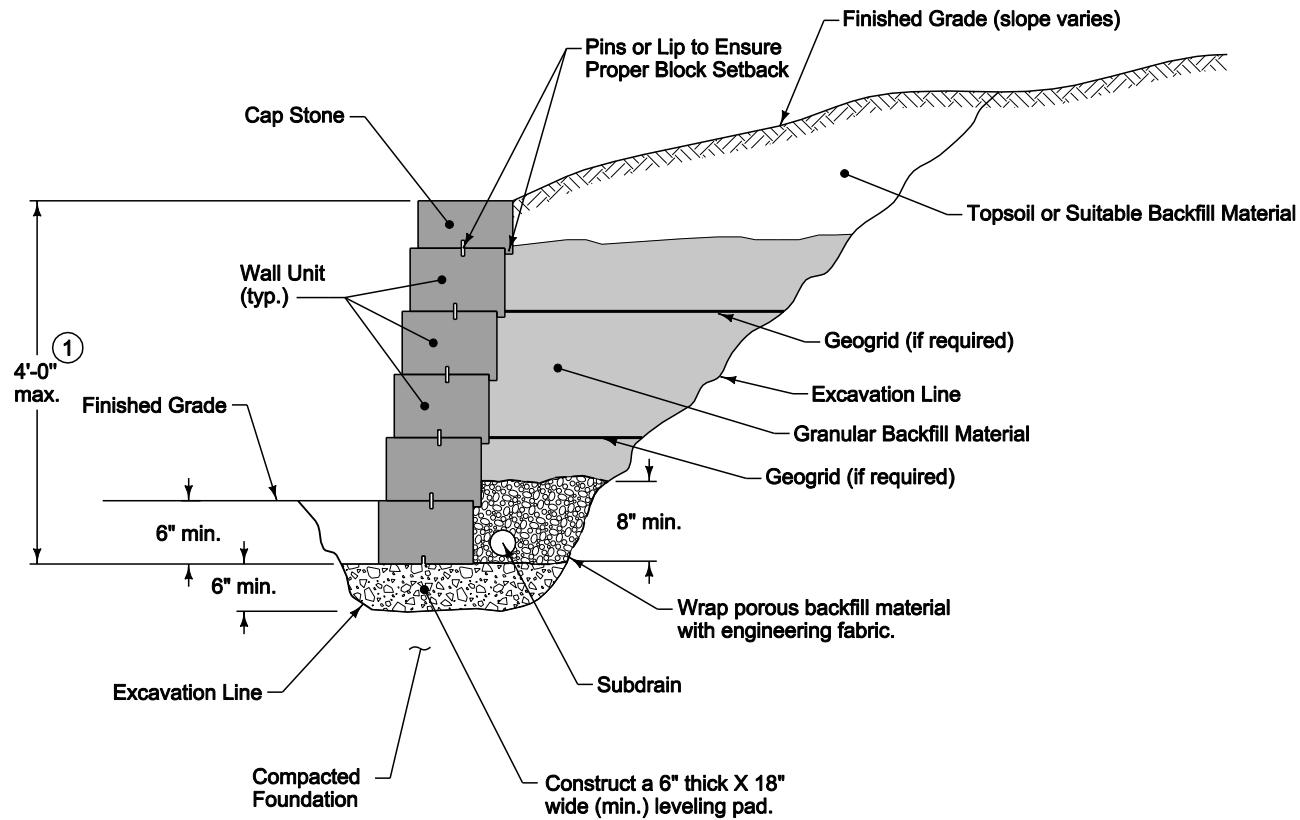 Finished Grade (slope varies)
Pins or Lip to Ensure
Proper Block Setback
Cap Stone
Topsoil or Suitable Backfill Material
Wall Unit
(typ.)
1
4'-0"
max.
Geogrid (if required)
Excavation Line
Finished Grade
Granular Backfill Material
Geogrid (if required)
6" min.
8" min.
6" min.
Wrap porous backfill material
with engineering fabric.
Excavation Line
Subdrain
Compacted
Foundation
Construct a 6" thick X 18"
wide (min.) leveling pad.